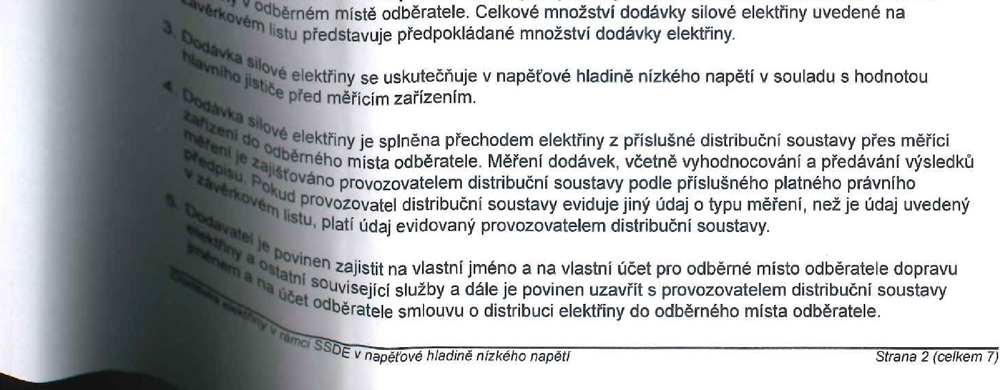 v odběrném místě odběratele. Celkové množství dodávky silové elektřiny uvedené na
závěrkovém listu představuje předpokládané množství dodávky elektřiny.
3. Dodávka silové elektřiny se uskutečňuje v napěťové hladině nízkého napětí v souladu s hodnotou
hlavního jističe před měřícím zařízením.
4. Dodávka silové elektřiny je splněna přechodem elektřiny z příslušné distribuční soustavy přes měřící
zařízení do odběrného místa odběratele. Měření dodávek, včetně vyhodnocování a předávání výsledků
měření je zajišťováno provozovatelem distribuční soustavy podle příslušného platného právního
předpisu. Pokud provozovatel distribuční soustavy eviduje jiný údaj o typu měření, než je údaj uvedený
v závěrkovém listu, platí údaj evidovaný provozovatelem distribuční soustavy.
5. Dodavatel je povinen zajistit na vlastní jméno a na vlastní účet pro odběrné místo odběratele dopravu
elektřiny a ostatní související služby a dále je povinen uzavřít s provozovatelem distribuční soustavy
jménem a na účet odběratele smlouvu o distribuci elektřiny do odběrného místa odběratele.
Dodávka elektřiny v rámci SSDE v napěťové hladině nízkého napětí
Strana 2 (celkem 7)